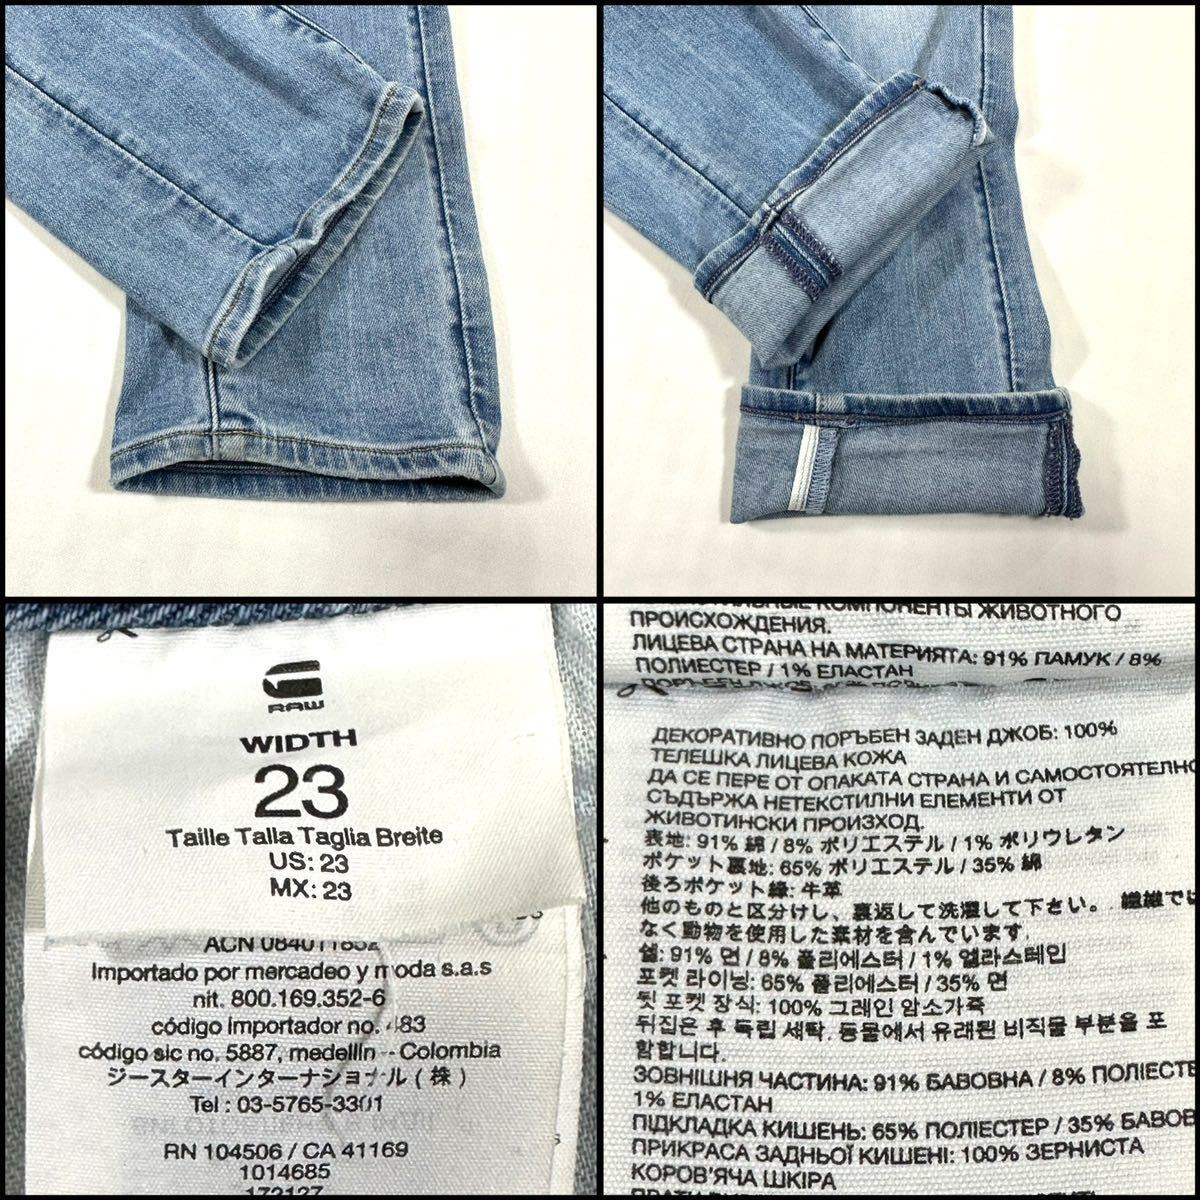 RAW
WIDTH
23
Taille Talla Taglia Breite
US: 23
MX: 23
ACN 084011852
Importado por mercadeo y moda s.a.s
nit. 800.169.352-6
código importador no. 483
código sic no. 5887, medellín - Colombia
ジースターインターナショナル ( 株 )
Tel : 03-5765-3301
RN 104506 / CA 41169
1014685
172127
КОМПОНЕНТЫ ЖИВОТНОГО
ПРОИСХОЖДЕНИЯ.
ЛИЦЕВА СТРАНА НА МАТЕРИЯТА: 91% ПАМУК / 8%
ПОЛИЕСТЕР / 1% ЕЛАСТАН
ДЕКОРАТИВНО ПОРЪБЕН ЗАДЕН ДЖОБ: 100%
ТЕЛЕШКА ЛИЦЕВА КОЖА
ДА СЕ ПЕРЕ ОТ ОПАКАТА СТРАНА И САМОСТОЯТЕЛНО
СЪДЪРЖА НЕТЕКСТИЛНИ ЕЛЕМЕНТИ ОТ
ЖИВОТИНСКИ ПРОИЗХОД.
表地: 91% 綿 / 8% ポリエステル / 1% ポリウレタン
ポケット裏地: 65% ポリエステル / 35% 綿
後ろポケット縁: 牛革
他のものと区分けし、裏返して洗濯して下さい。 繊維では
なく動物を使用した素材を含んでいます.
쉘: 91% 면 / 8% 폴리에스터 / 1% 엘라스테인
포켓 라이닝: 65% 폴리에스터 / 35% 면
뒷 포켓 장식: 100% 그레인 암소가죽
뒤집은 후 독립 세탁. 동물에서 유래된 비직물 부분을 포
함합니다.
ЗОВНІШНЯ ЧАСТИНА: 91% БАВОВНА / 8% ПОЛІЕСТЕ
1% ЕЛАСТАН
ПІДКЛАДКА КИШЕНЬ: 65% ПОЛІЕСТЕР / 35% БАВОВ
ПРИКРАСА ЗАДНЬОЇ КИШЕНІ: 100% ЗЕРНИСТА
КОРОВ'ЯЧА ШКІРА